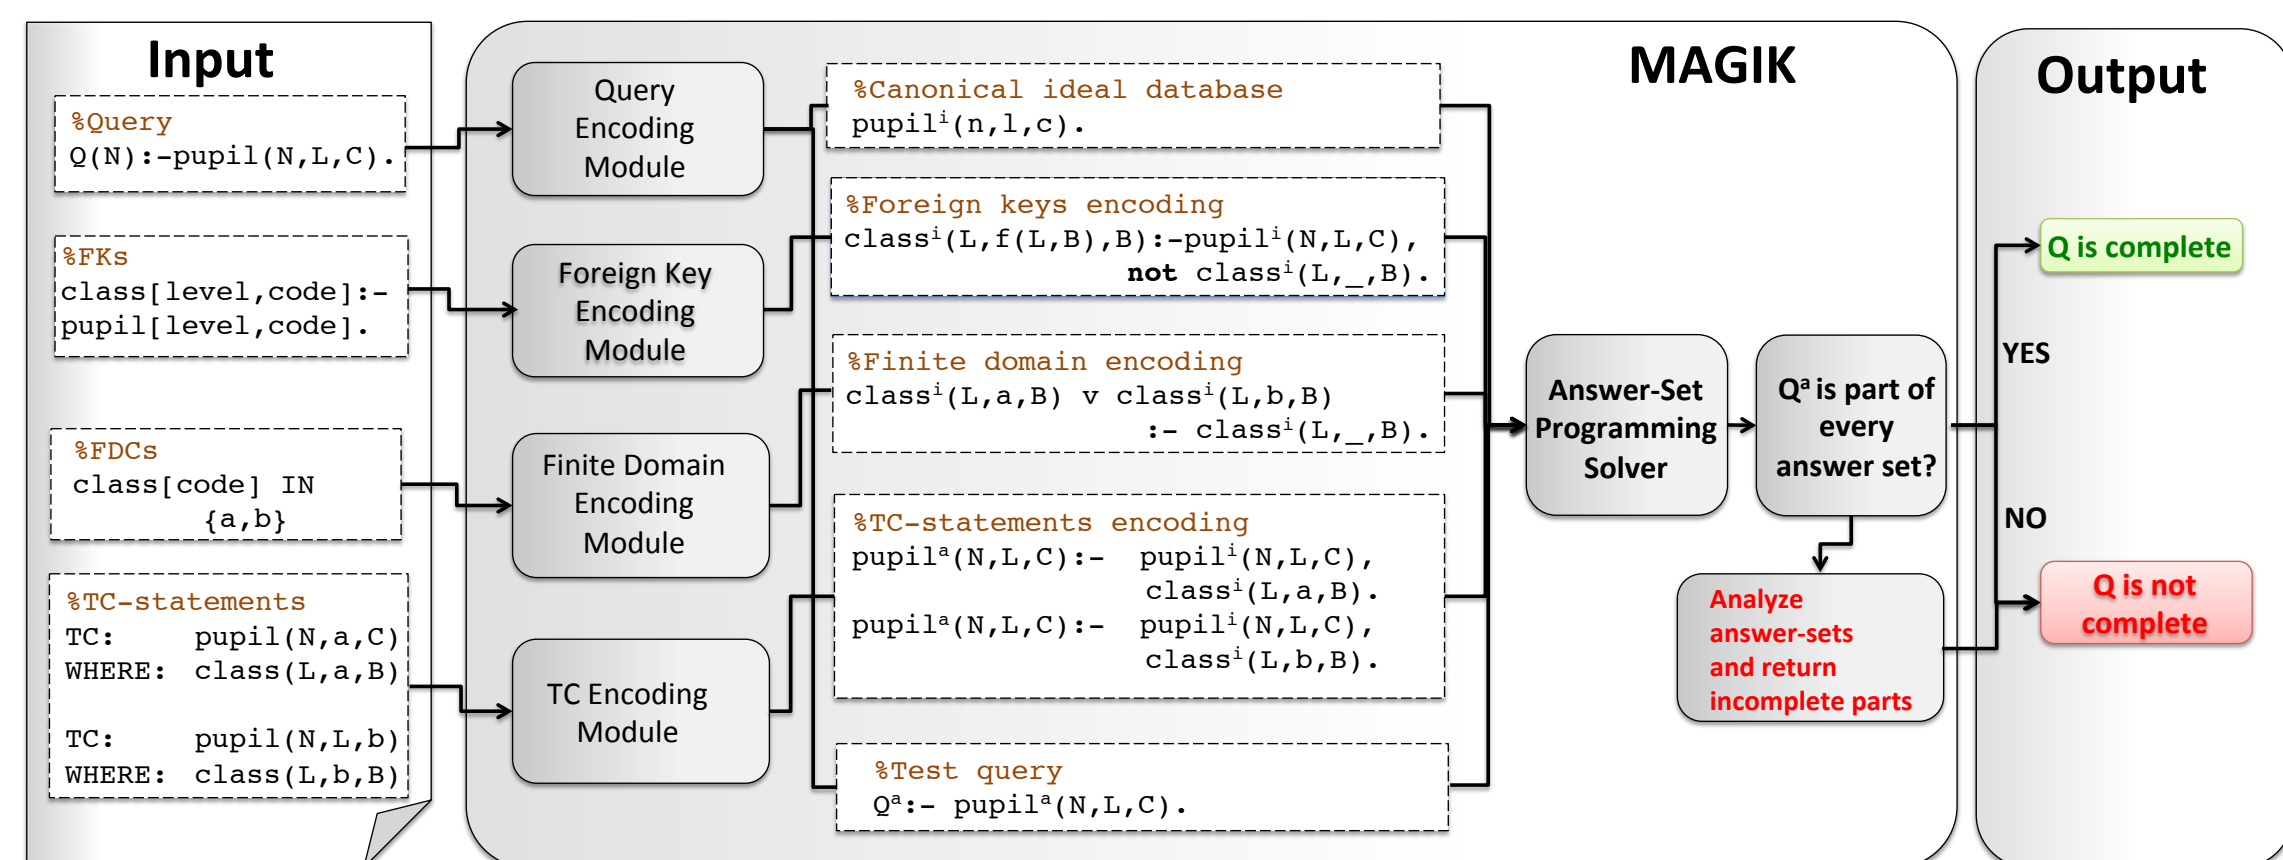 Input
%Query
Q(N):-pupil(N,L,C).
%FKs
class[level,code]:-
pupil[level,code].
%FDCs
class[code] IN
{a,b}
%TC-statements
TC: pupil(N,a,C)
WHERE: class(L,a,B)
TC: pupil(N,L,b)
WHERE: class(L,b,B)
MAGIK
Query
Encoding
Module
Foreign Key
Encoding
Module
Finite Domain
Encoding
Module
TC Encoding
Module
%Canonical ideal database
pupilⁱ(n,l,c).
%Foreign keys encoding
classⁱ(L,f(L,B),B):-pupilⁱ(N,L,C),
not classⁱ(L,_,B).
%Finite domain encoding
classⁱ(L,a,B) v classⁱ(L,b,B)
:- classⁱ(L,_,B).
%TC-statements encoding
pupilᵃ(N,L,C):- pupilⁱ(N,L,C),
classⁱ(L,a,B).
pupilᵃ(N,L,C):- pupilⁱ(N,L,C),
classⁱ(L,b,B).
%Test query
Qᵃ:- pupilᵃ(N,L,C).
Answer-Set
Programming
Solver
Qᵃ is part of
every
answer set?
Analyze
answer-sets
and return
incomplete parts
Output
Q is complete
YES
NO
Q is not
complete